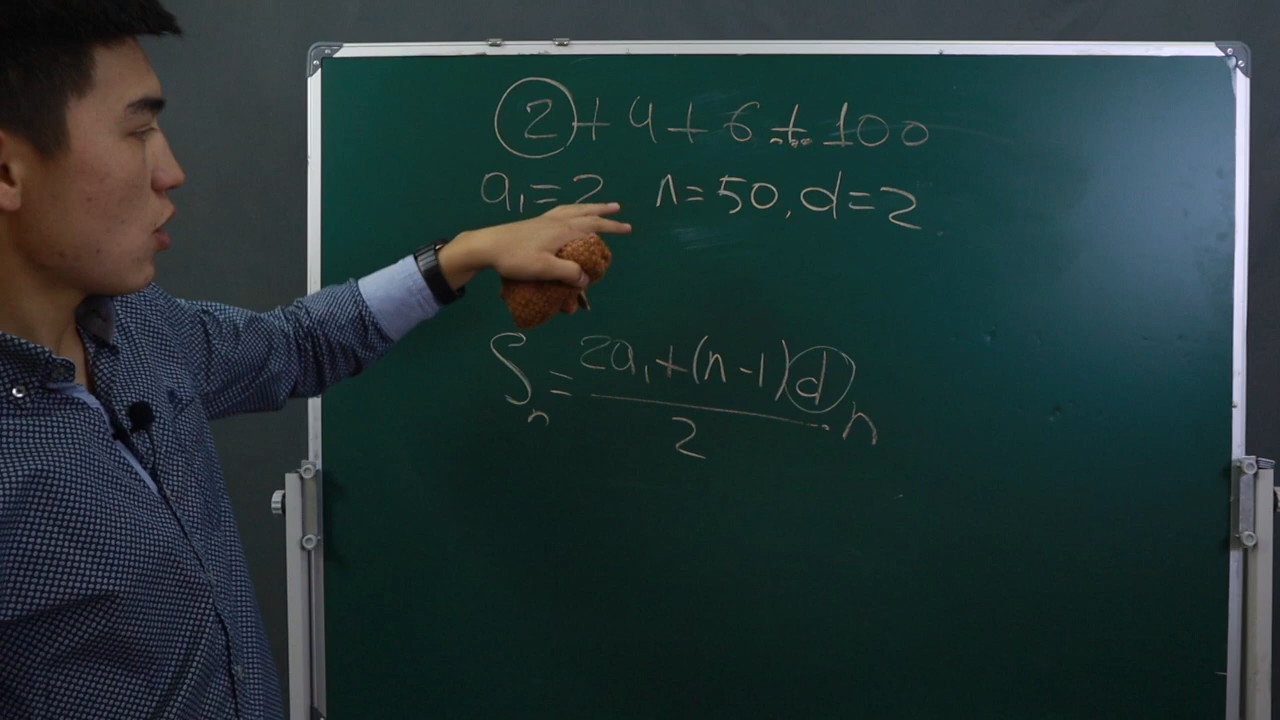 2+4+6+...+100
a₁=2 n=50, d=2
Sₙ = (2a₁+(n-1)d)/2 · n